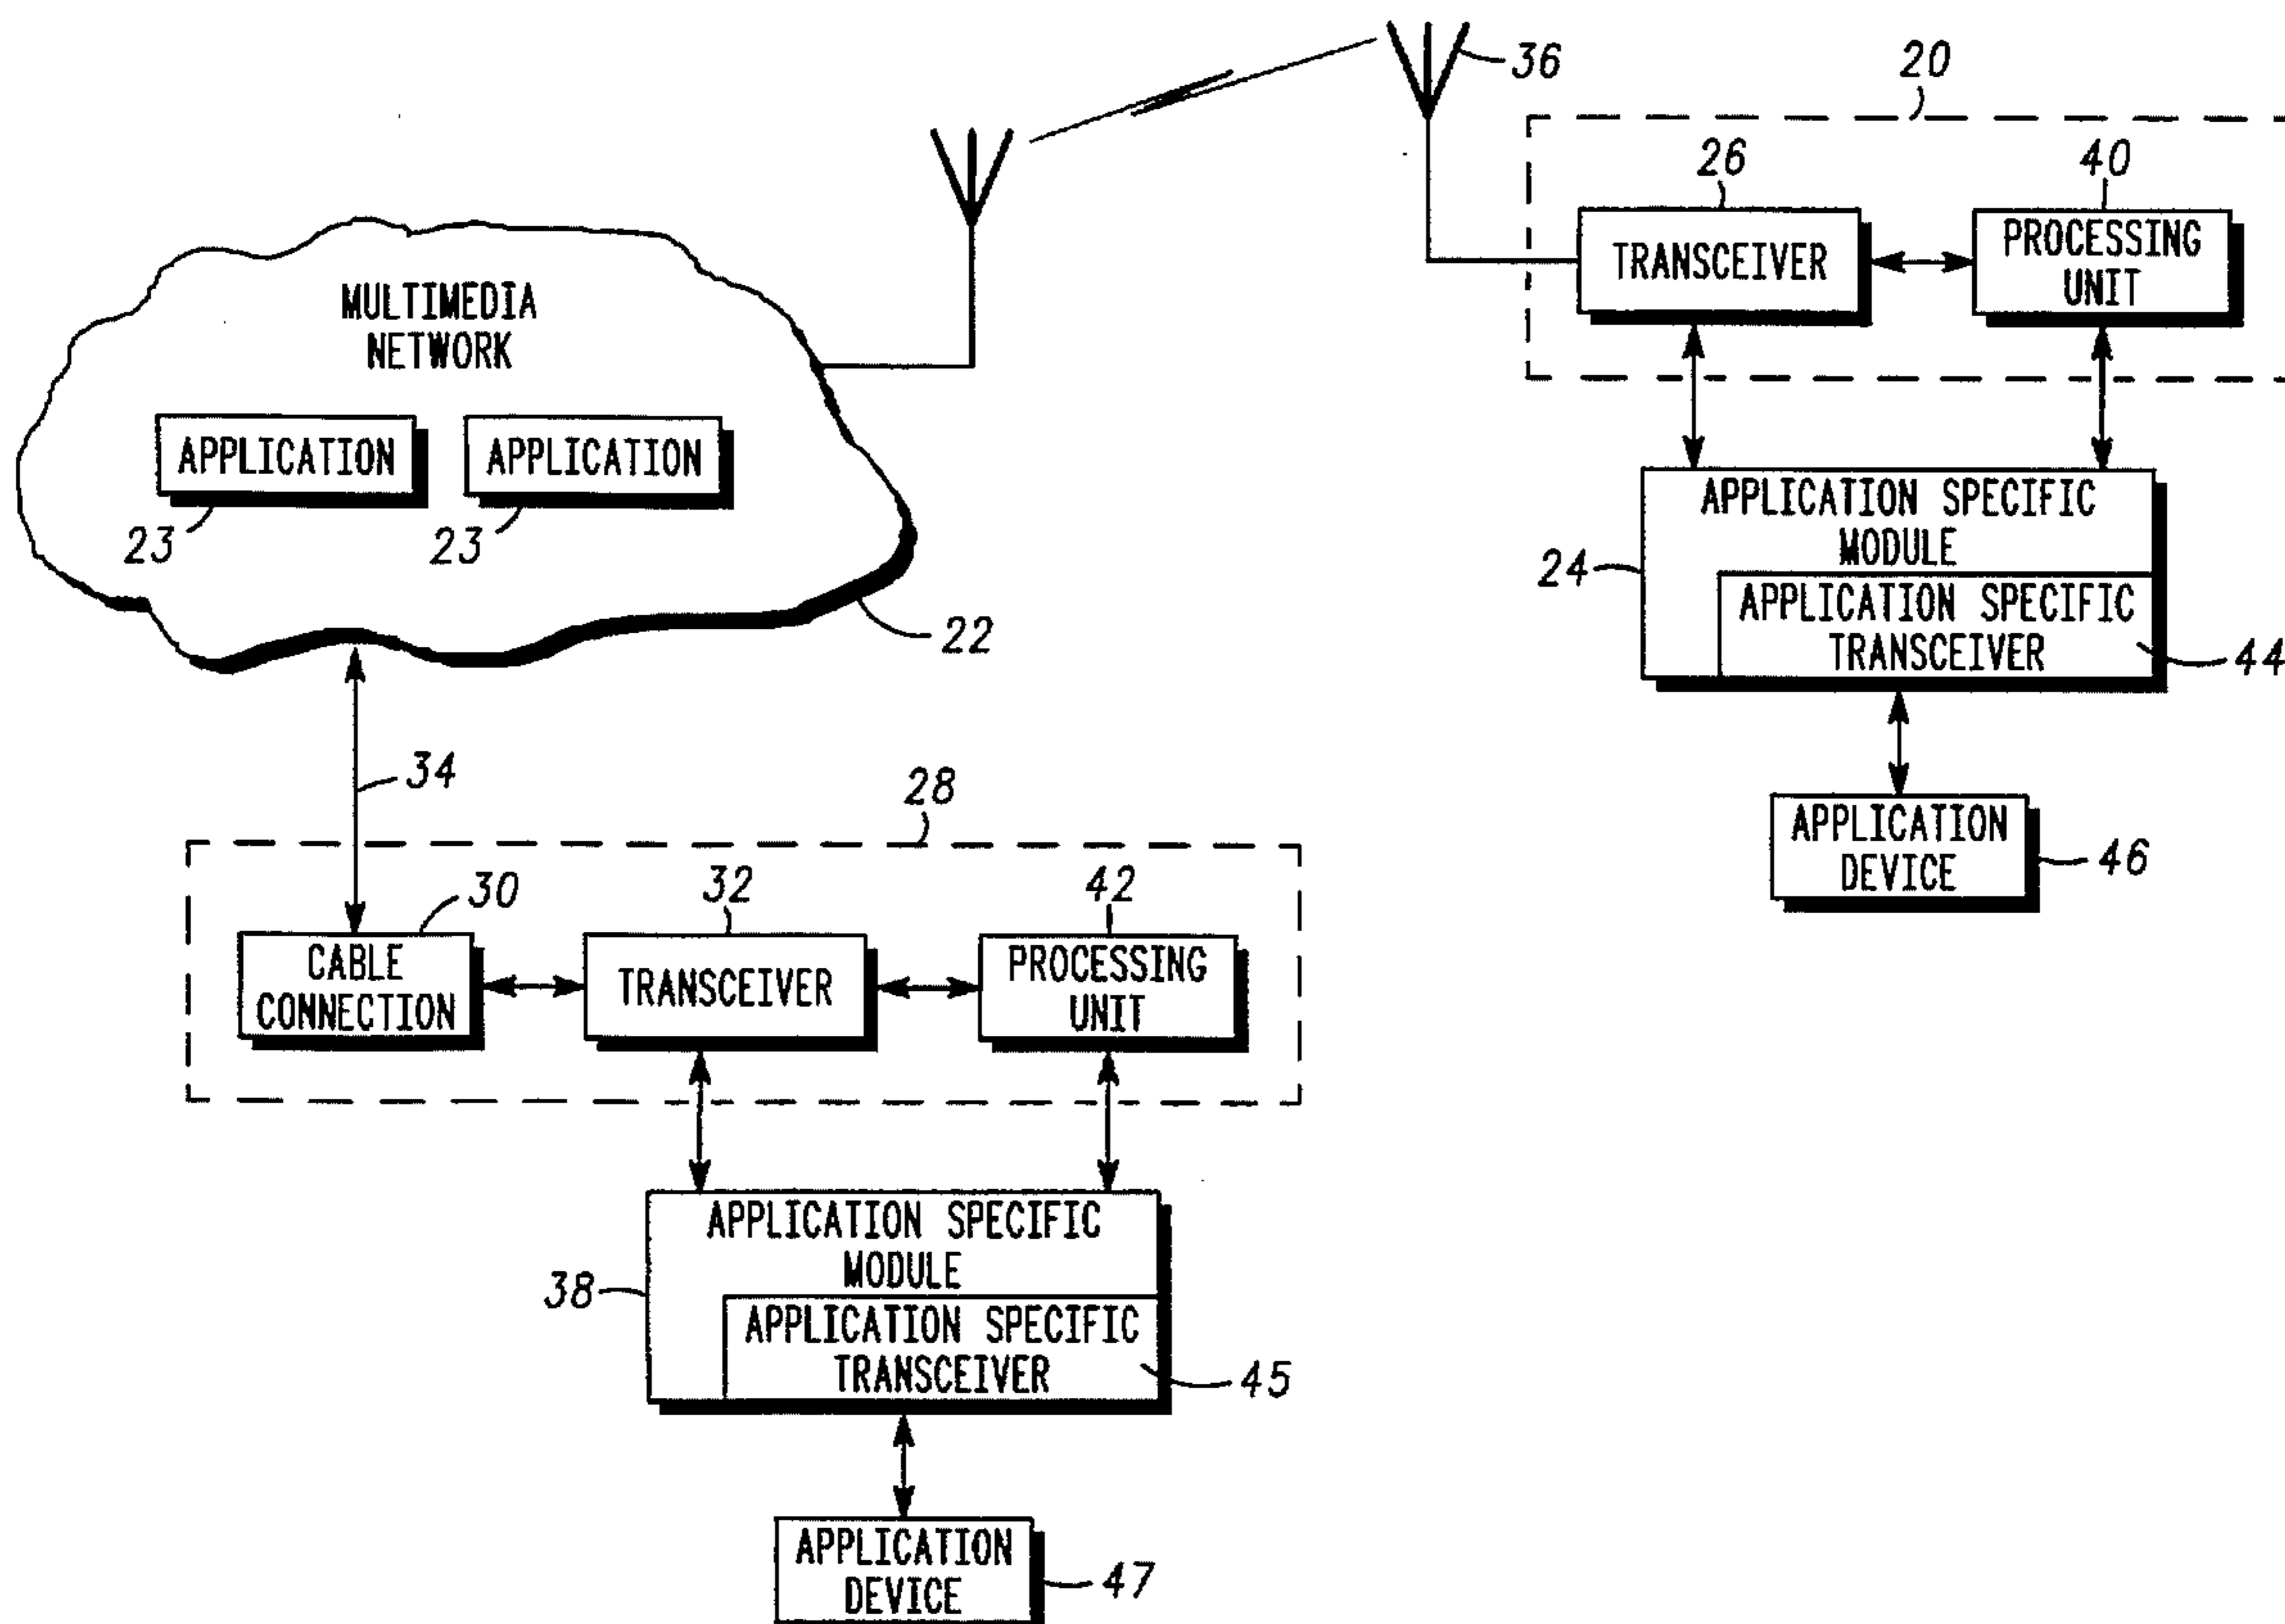 36
20
26
40
TRANSCEIVER
PROCESSING
UNIT
MULTIMEDIA
NETWORK
APPLICATION
APPLICATION
23
23
22
APPLICATION SPECIFIC
MODULE
24
APPLICATION SPECIFIC
TRANSCEIVER
44
APPLICATION
DEVICE
46
34
28
30
32
42
CABLE
CONNECTION
TRANSCEIVER
PROCESSING
UNIT
APPLICATION SPECIFIC
MODULE
38
APPLICATION SPECIFIC
TRANSCEIVER
45
APPLICATION
DEVICE
47